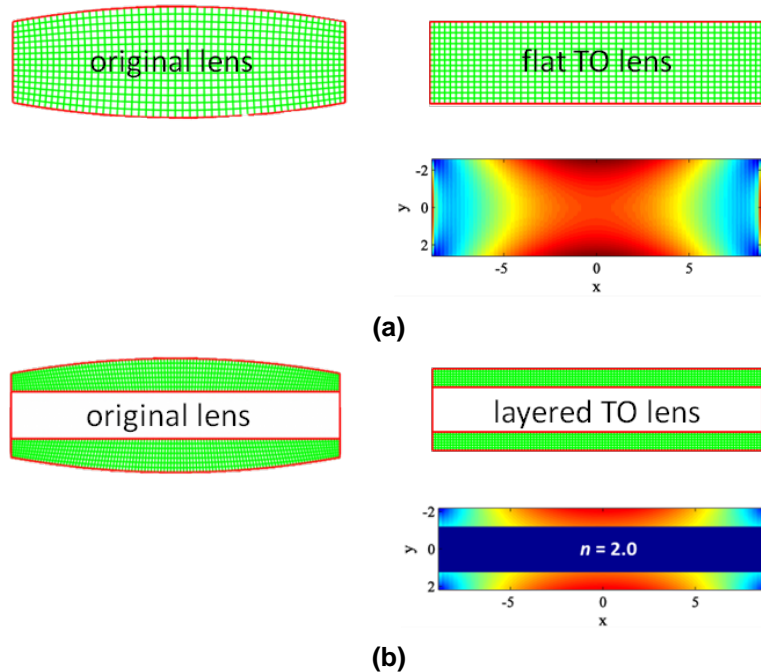 original lens
flat TO lens
-2
y 0
2
-5 0 5
x
(a)
original lens
layered TO lens
-2
y 0 n = 2.0
2
-5 0 5
x
(b)